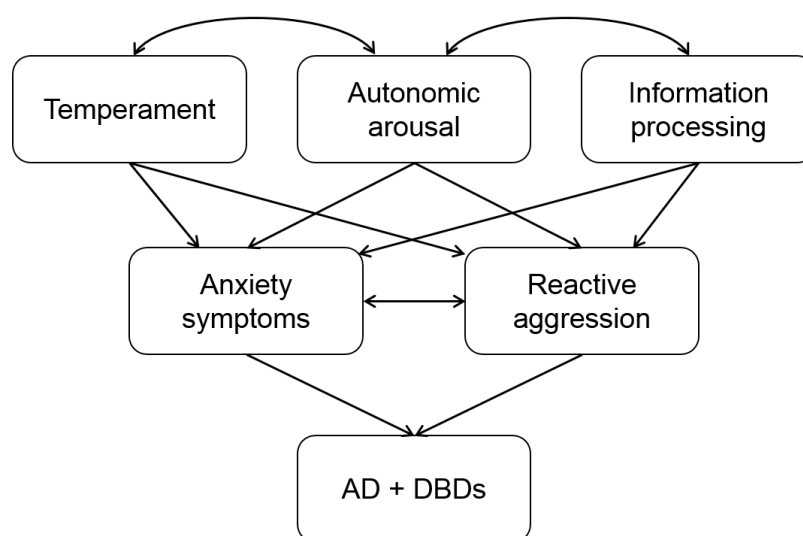 Temperament
Autonomic
arousal
Information
processing
Anxiety
symptoms
Reactive
aggression
AD + DBDs